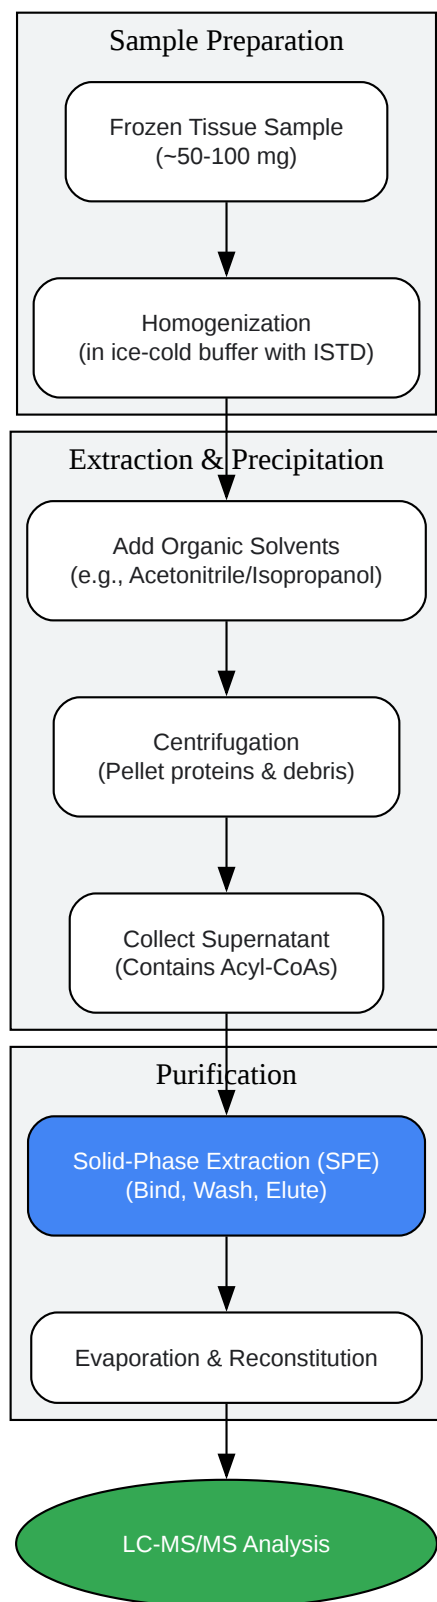 Sample Preparation
Frozen Tissue Sample
(~50-100 mg)
Homogenization
(in ice-cold buffer with ISTD)
Extraction & Precipitation
Add Organic Solvents
(e.g., Acetonitrile/Isopropanol)
Centrifugation
(Pellet proteins & debris)
Collect Supernatant
(Contains Acyl-CoAs)
Purification
Solid-Phase Extraction (SPE)
(Bind, Wash, Elute)
Evaporation & Reconstitution
LC-MS/MS Analysis